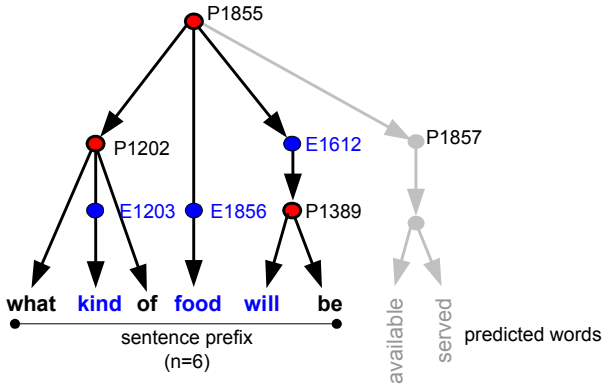 P1855
P1202
E1612
P1857
E1203
E1856
P1389
what kind of food will be
available
served
predicted words
sentence prefix
(n=6)